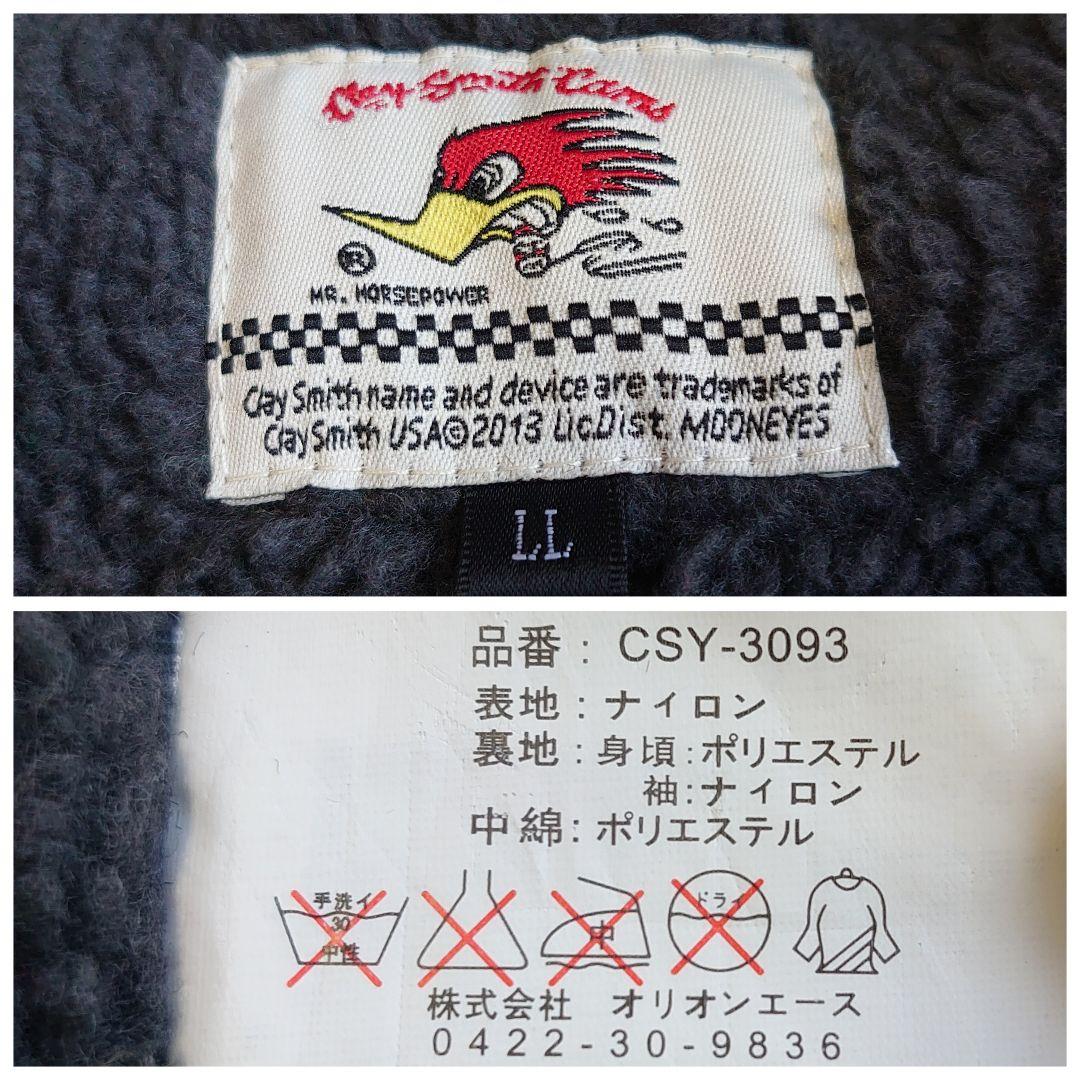 Clay Smith Cams
®
MR. HORSEPOWER
Clay Smith name and device are trademarks of
Clay Smith USA©2013 Lic.Dist. MOONEYES
LL
品番 : CSY-3093
表地 : ナイロン
裏地 : 身頃 : ポリエステル
袖 : ナイロン
中綿 : ポリエステル
手洗イ
30
中性
中
ドライ
株式会社 オリオンエース
0422-30-9836